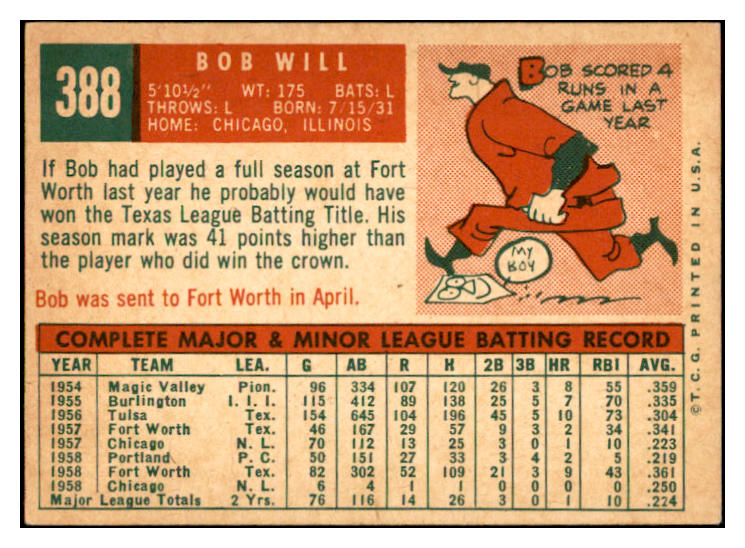 388
BOB WILL
5'10½" WT: 175 BATS: L
THROWS: L BORN: 7/15/31
HOME: CHICAGO, ILLINOIS
If Bob had played a full season at Fort
Worth last year he probably would have
won the Texas League Batting Title. His
season mark was 41 points higher than
the player who did win the crown.
Bob was sent to Fort Worth in April.
BOB SCORED 4
RUNS IN A
GAME LAST
YEAR
MY
BOY
COMPLETE MAJOR & MINOR LEAGUE BATTING RECORD
YEAR TEAM LEA. G AB R H 2B 3B HR RBI AVG.
1954 Magic Valley Pion. 96 334 107 120 26 3 8 55 .359
1955 Burlington I. I. I. 115 412 89 138 25 5 7 70 .335
1956 Tulsa Tex. 154 645 104 196 45 5 10 73 .304
1957 Fort Worth Tex. 46 167 29 57 9 3 2 34 .341
1957 Chicago N. L. 70 112 13 25 3 0 1 10 .223
1958 Portland P. C. 50 151 27 33 3 4 2 5 .219
1958 Fort Worth Tex. 82 302 52 109 21 3 9 43 .361
1958 Chicago N. L. 6 4 1 1 0 0 0 0 .250
Major League Totals 2 Yrs. 76 116 14 26 3 0 1 10 .224
©T. C. G. PRINTED IN U.S.A.